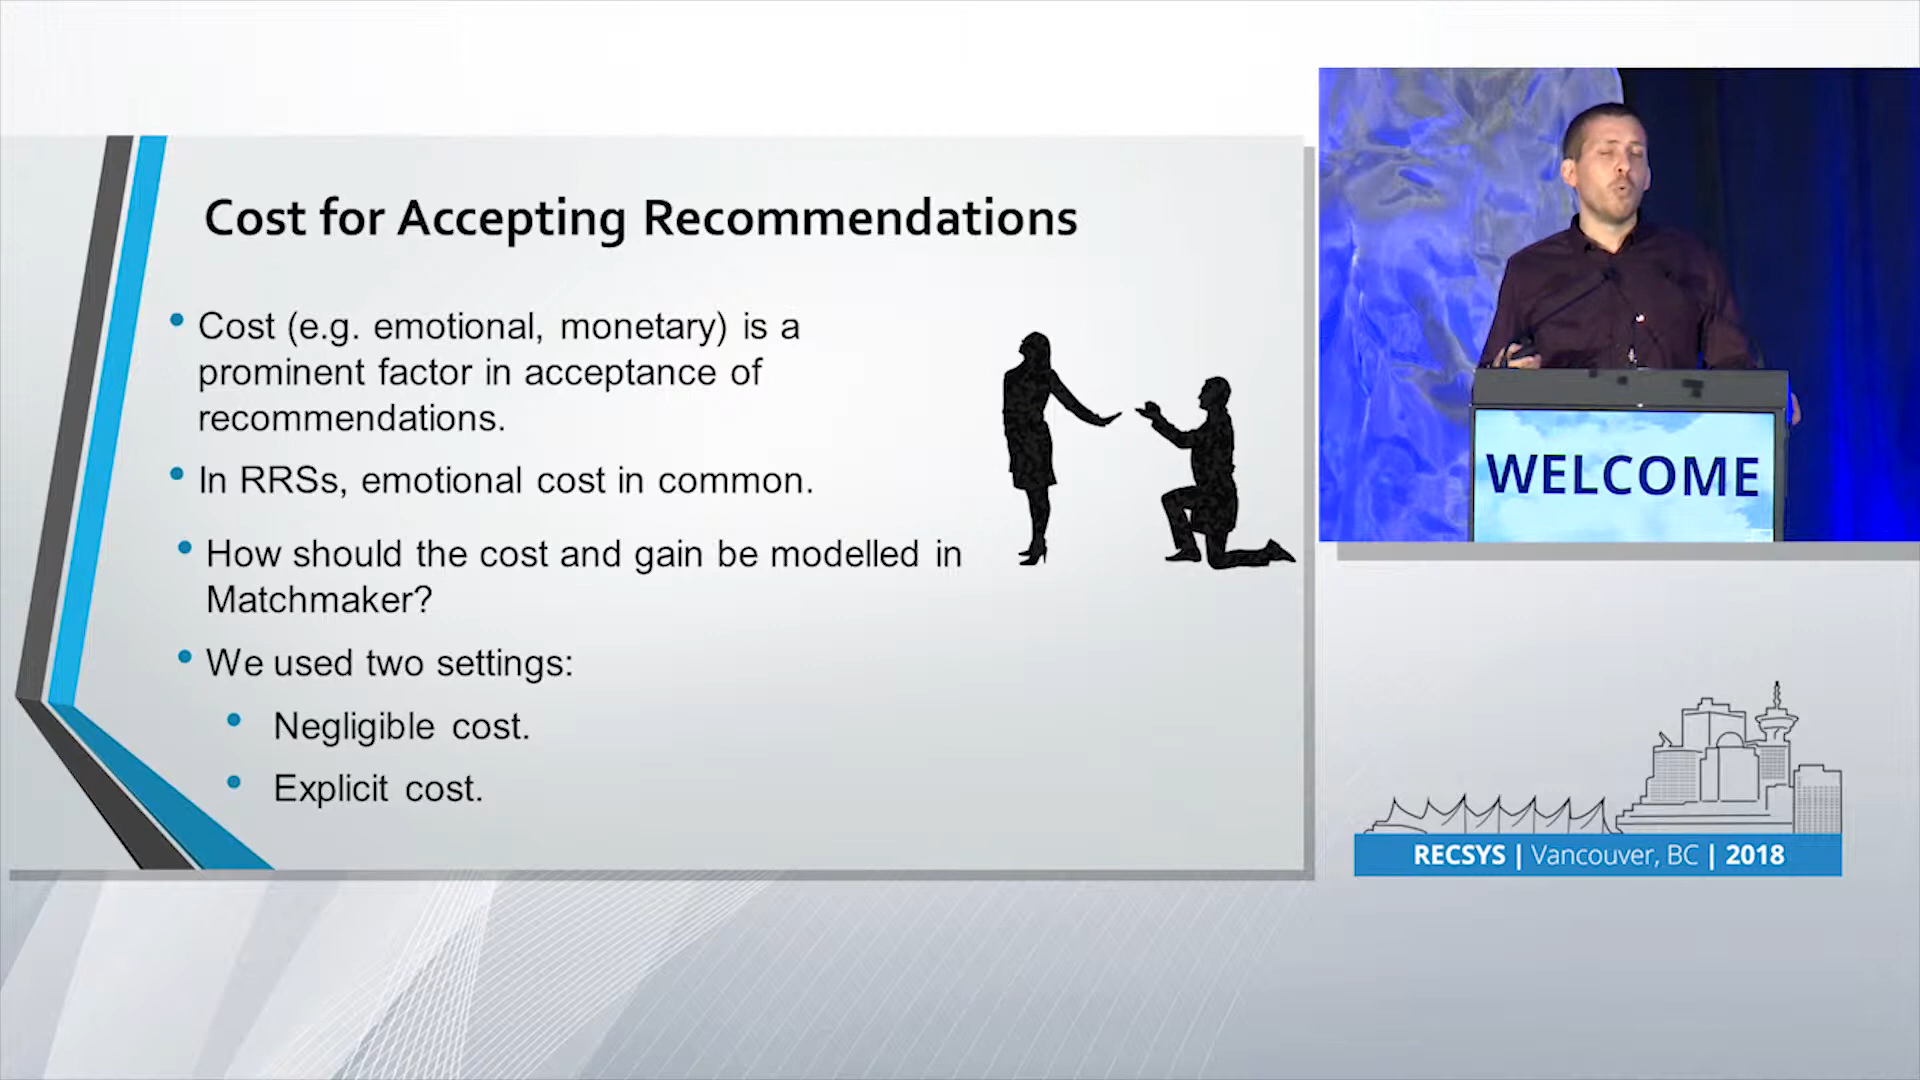 Cost for Accepting Recommendations
• Cost (e.g. emotional, monetary) is a
prominent factor in acceptance of
recommendations.
• In RRSs, emotional cost in common.
• How should the cost and gain be modelled in
Matchmaker?
• We used two settings:
• Negligible cost.
• Explicit cost.
WELCOME
RECSYS | Vancouver, BC | 2018